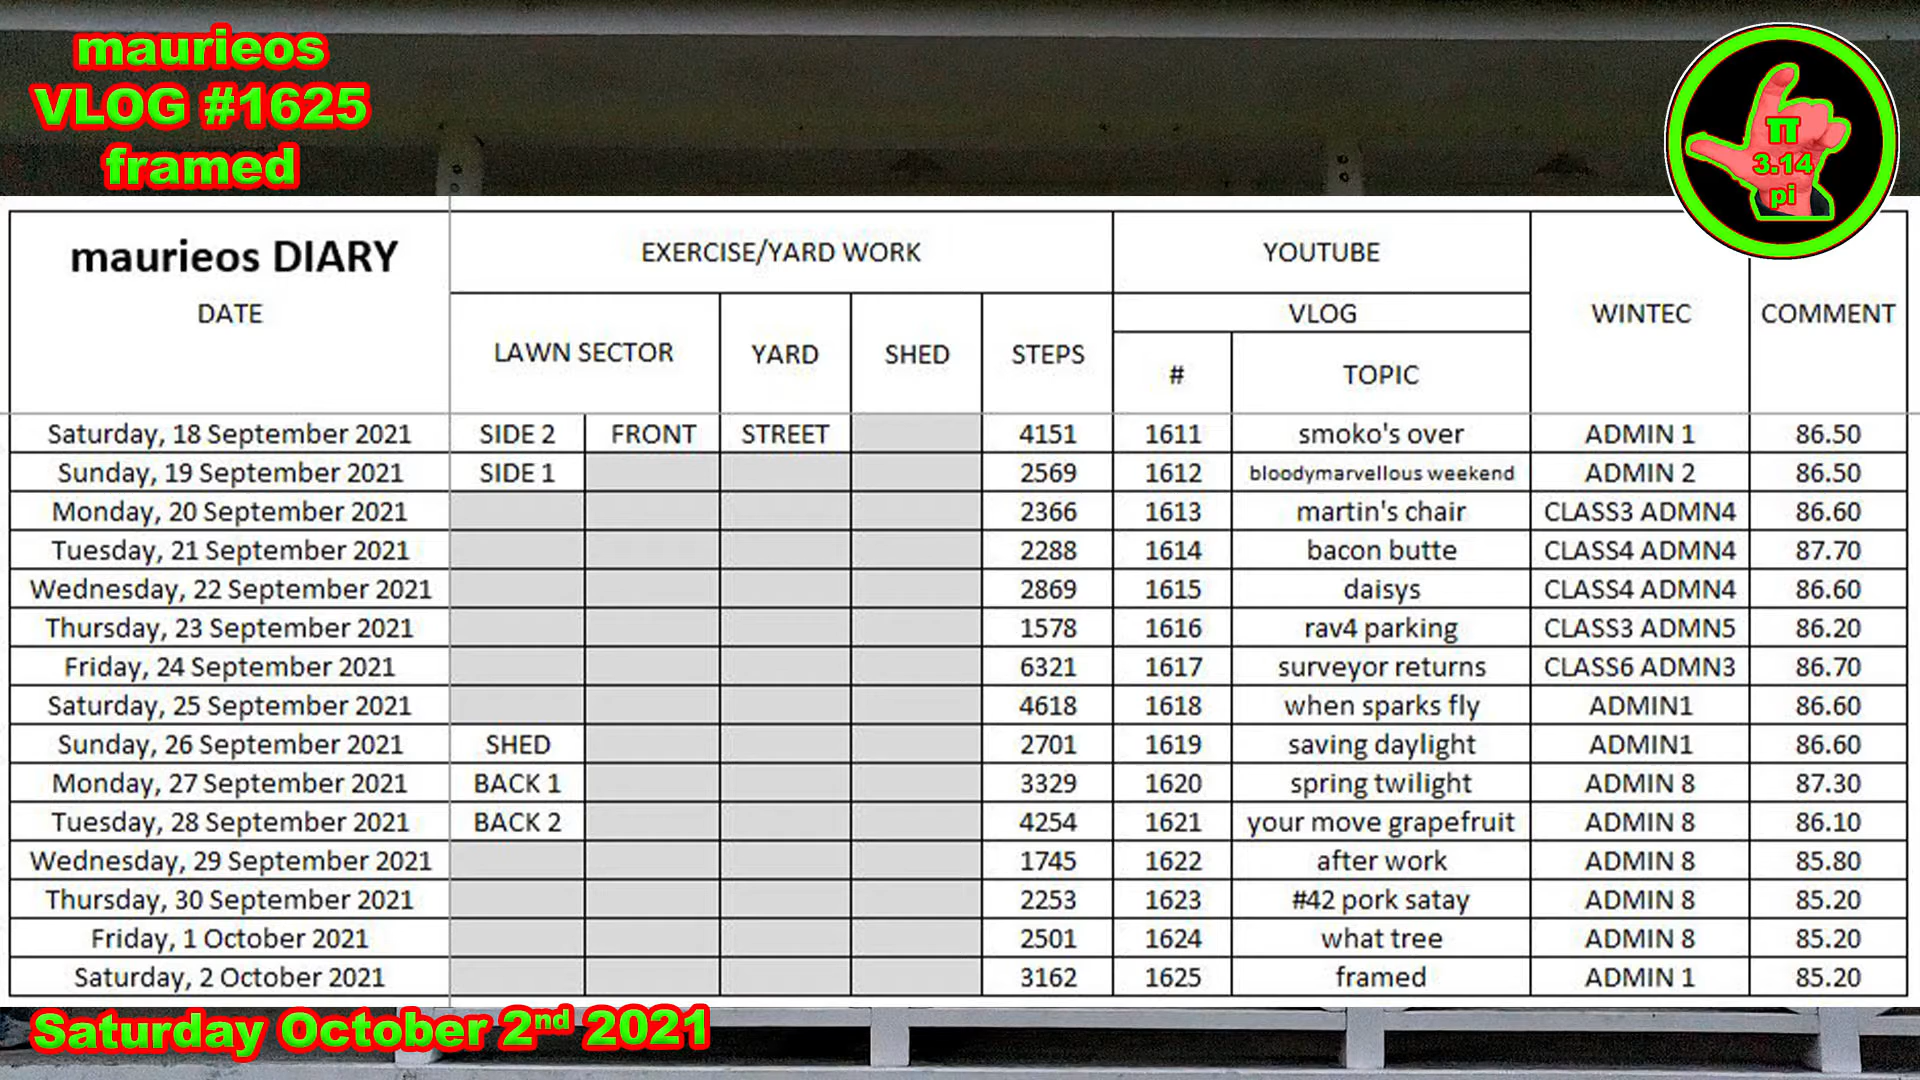 maurieos
VLOG #1625
framed
π
3.14
pi
maurieos DIARY
DATE
EXERCISE/YARD WORK
YOUTUBE
WINTEC
COMMENT
LAWN SECTOR
YARD
SHED
STEPS
VLOG
#
TOPIC
Saturday, 18 September 2021 SIDE 2 FRONT STREET 4151 1611 smoko's over ADMIN 1 86.50
Sunday, 19 September 2021 SIDE 1 2569 1612 bloodymarvellous weekend ADMIN 2 86.50
Monday, 20 September 2021 2366 1613 martin's chair CLASS3 ADMN4 86.60
Tuesday, 21 September 2021 2288 1614 bacon butte CLASS4 ADMN4 87.70
Wednesday, 22 September 2021 2869 1615 daisys CLASS4 ADMN4 86.60
Thursday, 23 September 2021 1578 1616 rav4 parking CLASS3 ADMN5 86.20
Friday, 24 September 2021 6321 1617 surveyor returns CLASS6 ADMN3 86.70
Saturday, 25 September 2021 4618 1618 when sparks fly ADMIN1 86.60
Sunday, 26 September 2021 SHED 2701 1619 saving daylight ADMIN1 86.60
Monday, 27 September 2021 BACK 1 3329 1620 spring twilight ADMIN 8 87.30
Tuesday, 28 September 2021 BACK 2 4254 1621 your move grapefruit ADMIN 8 86.10
Wednesday, 29 September 2021 1745 1622 after work ADMIN 8 85.80
Thursday, 30 September 2021 2253 1623 #42 pork satay ADMIN 8 85.20
Friday, 1 October 2021 2501 1624 what tree ADMIN 8 85.20
Saturday, 2 October 2021 3162 1625 framed ADMIN 1 85.20
Saturday October 2nd 2021